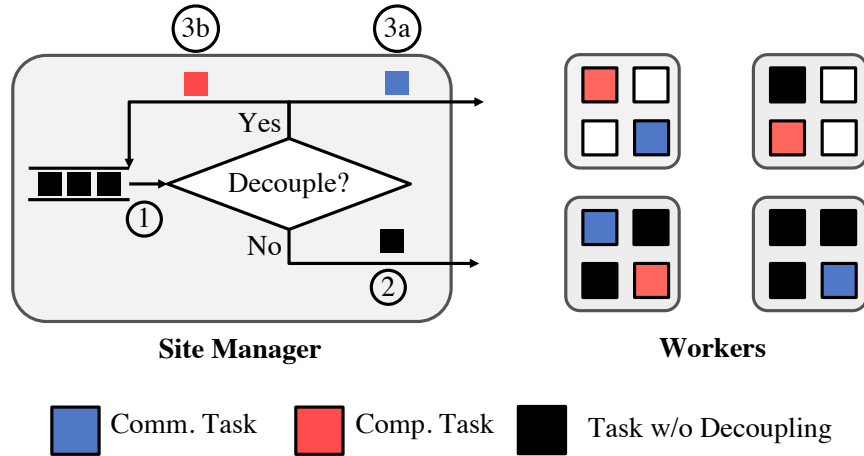 3b
3a
Yes
Decouple?
1
No
2
Site Manager
Workers
Comm. Task
Comp. Task
Task w/o Decoupling